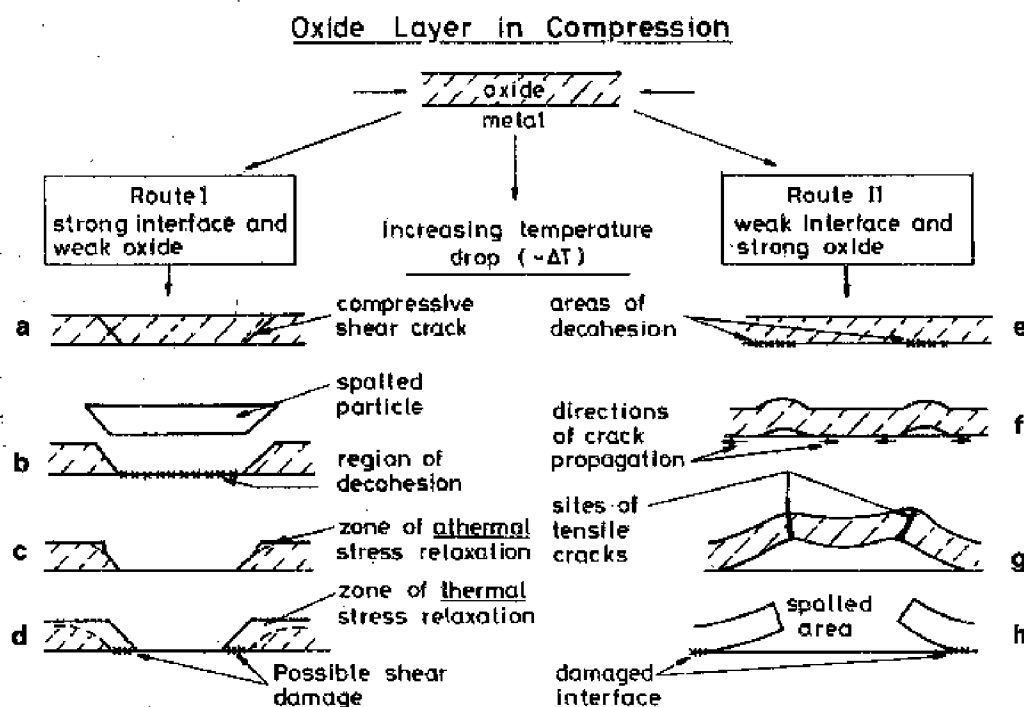 Oxide Layer in Compression
oxide
metal
Route I
strong interface and
weak oxide
increasing temperature
drop (-ΔT)
Route II
weak interface and
strong oxide
a
compressive
shear crack
areas of
decohesion
e
spalled
particle
directions
of crack
propagation
f
b
region of
decohesion
sites of
tensile
cracks
c
zone of athermal
stress relaxation
g
d
zone of thermal
stress relaxation
spalled
area
h
Possible shear
damage
damaged
interface